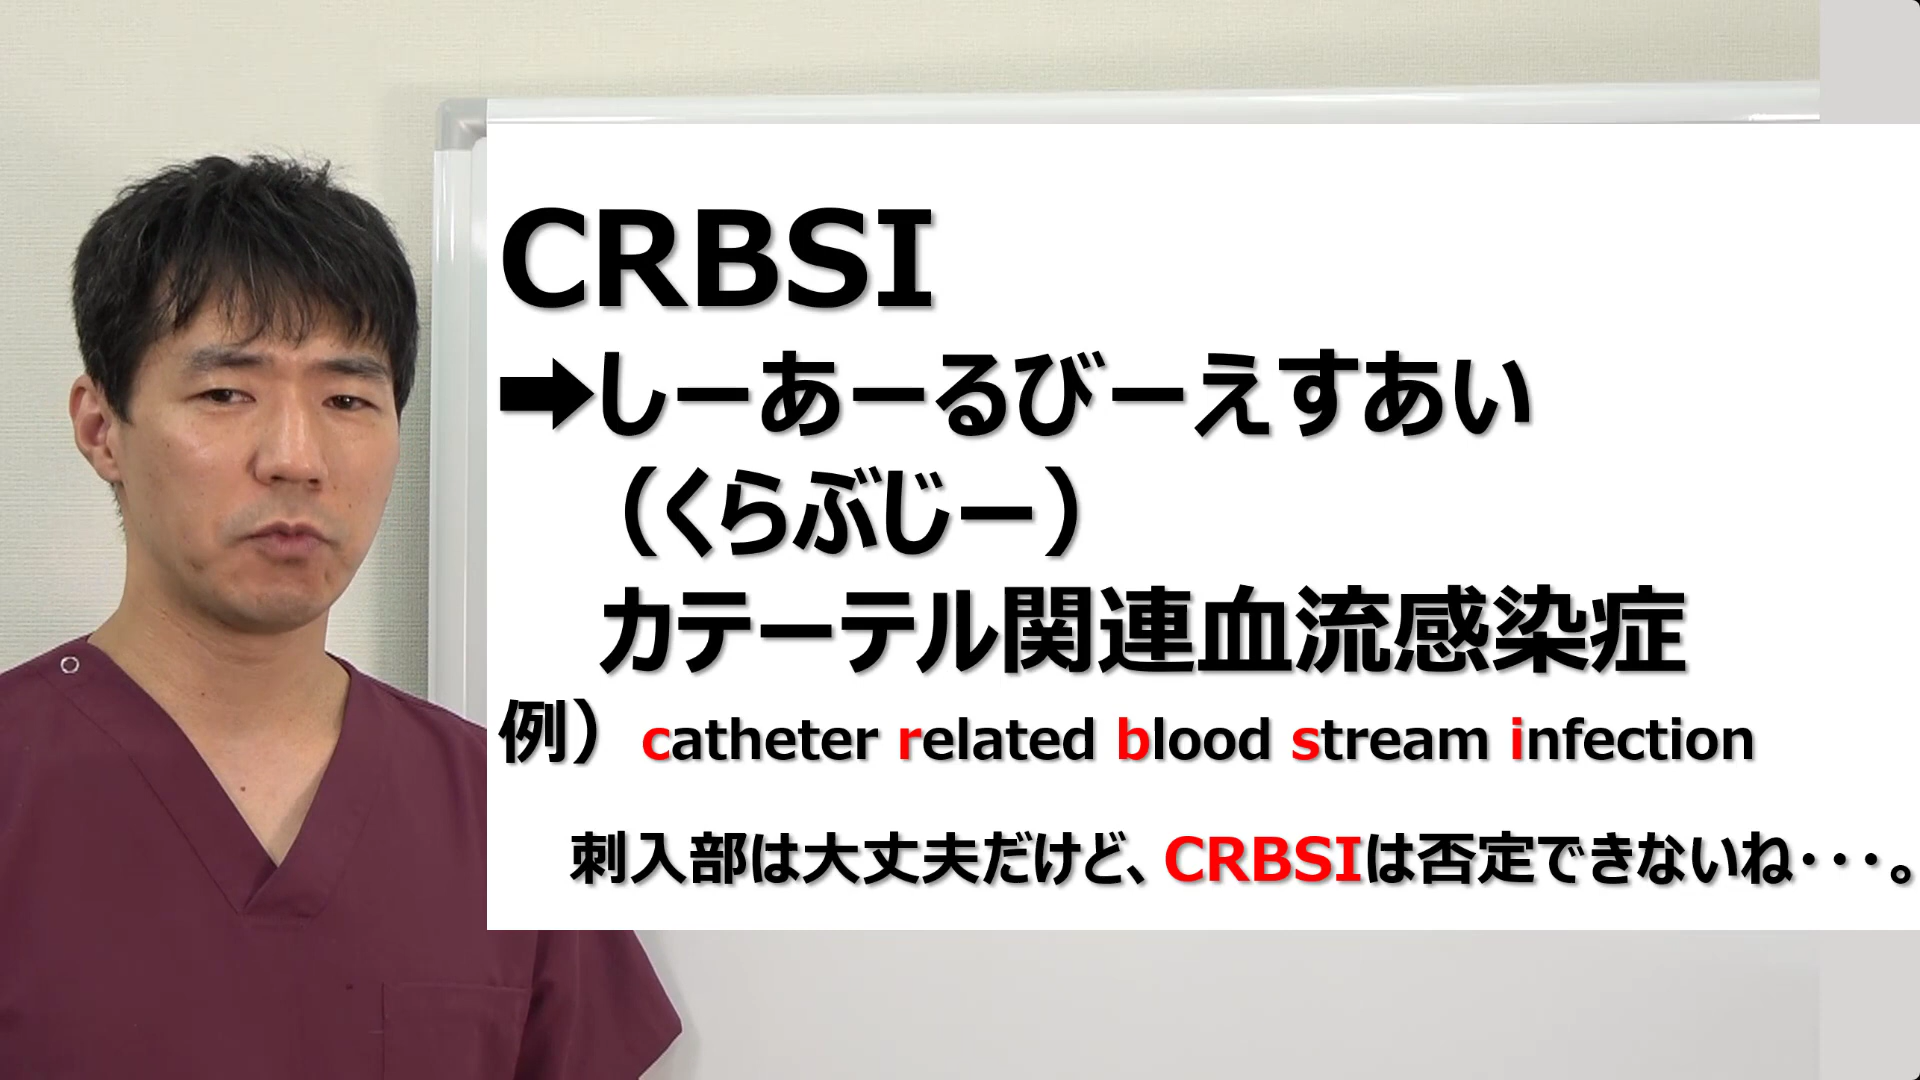 CRBSI
➡しーあーるびーえすあい
（くらぶじー）
カテーテル関連血流感染症
例）catheter related blood stream infection
刺入部は大丈夫だけど、CRBSIは否定できないね・・・。